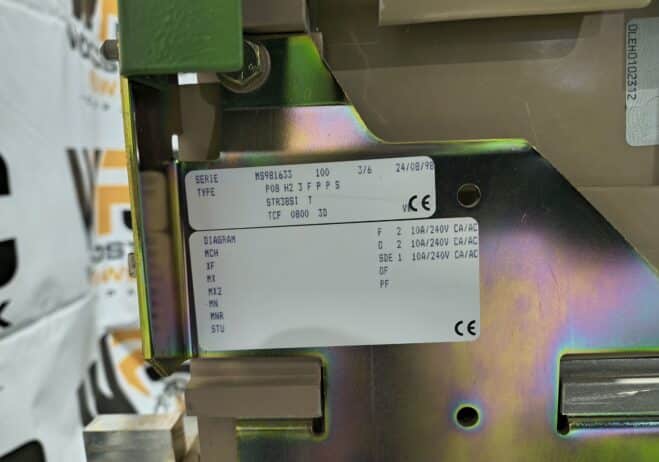 DLEH0102312
SERIE MS981633 100 3/6 24/08/98
TYPE P08 H2 3 F P P S
STR38SI T
TCF 0800 3D
CE
DIAGRAM F 2 10A/240V CA/AC
MCH O 2 10A/240V CA/AC
XF SDE 1 10A/240V CA/AC
MX OF
MX2 PF
MN
MNR
STU
CE